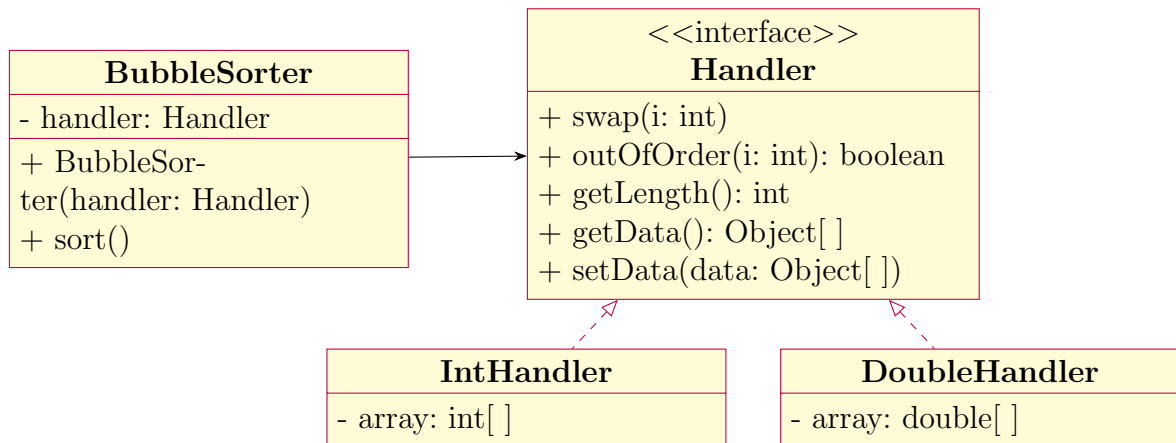 BubbleSorter
- handler: Handler
+ BubbleSor-
ter(handler: Handler)
+ sort()
<<interface>>
Handler
+ swap(i: int)
+ outOfOrder(i: int): boolean
+ getLength(): int
+ getData(): Object[ ]
+ setData(data: Object[ ])
IntHandler
- array: int[ ]
DoubleHandler
- array: double[ ]